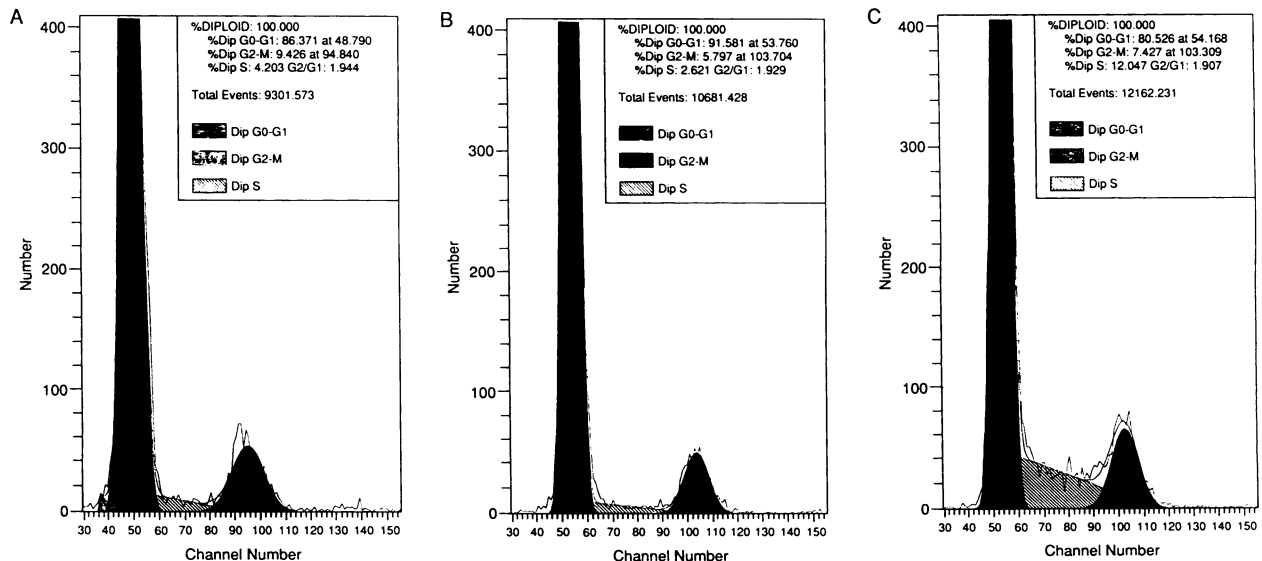 A
400
300
200
100
0
Number
%DIPLOID: 100.000
%Dip G0-G1: 86.371 at 48.790
%Dip G2-M: 9.426 at 94.840
%Dip S: 4.203 G2/G1: 1.944
Total Events: 9301.573
Dip G0-G1
Dip G2-M
Dip S
30 40 50 60 70 80 90 100 110 120 130 140 150
Channel Number
B
400
300
200
100
0
Number
%DIPLOID: 100.000
%Dip G0-G1: 91.581 at 53.760
%Dip G2-M: 5.797 at 103.704
%Dip S: 2.621 G2/G1: 1.929
Total Events: 10681.428
Dip G0-G1
Dip G2-M
Dip S
30 40 50 60 70 80 90 100 110 120 130 140 150
Channel Number
C
400
300
200
100
0
Number
%DIPLOID: 100.000
%Dip G0-G1: 80.526 at 54.168
%Dip G2-M: 7.427 at 103.309
%Dip S: 12.047 G2/G1: 1.907
Total Events: 12162.231
Dip G0-G1
Dip G2-M
Dip S
30 40 50 60 70 80 90 100 110 120 130 140 150
Channel Number